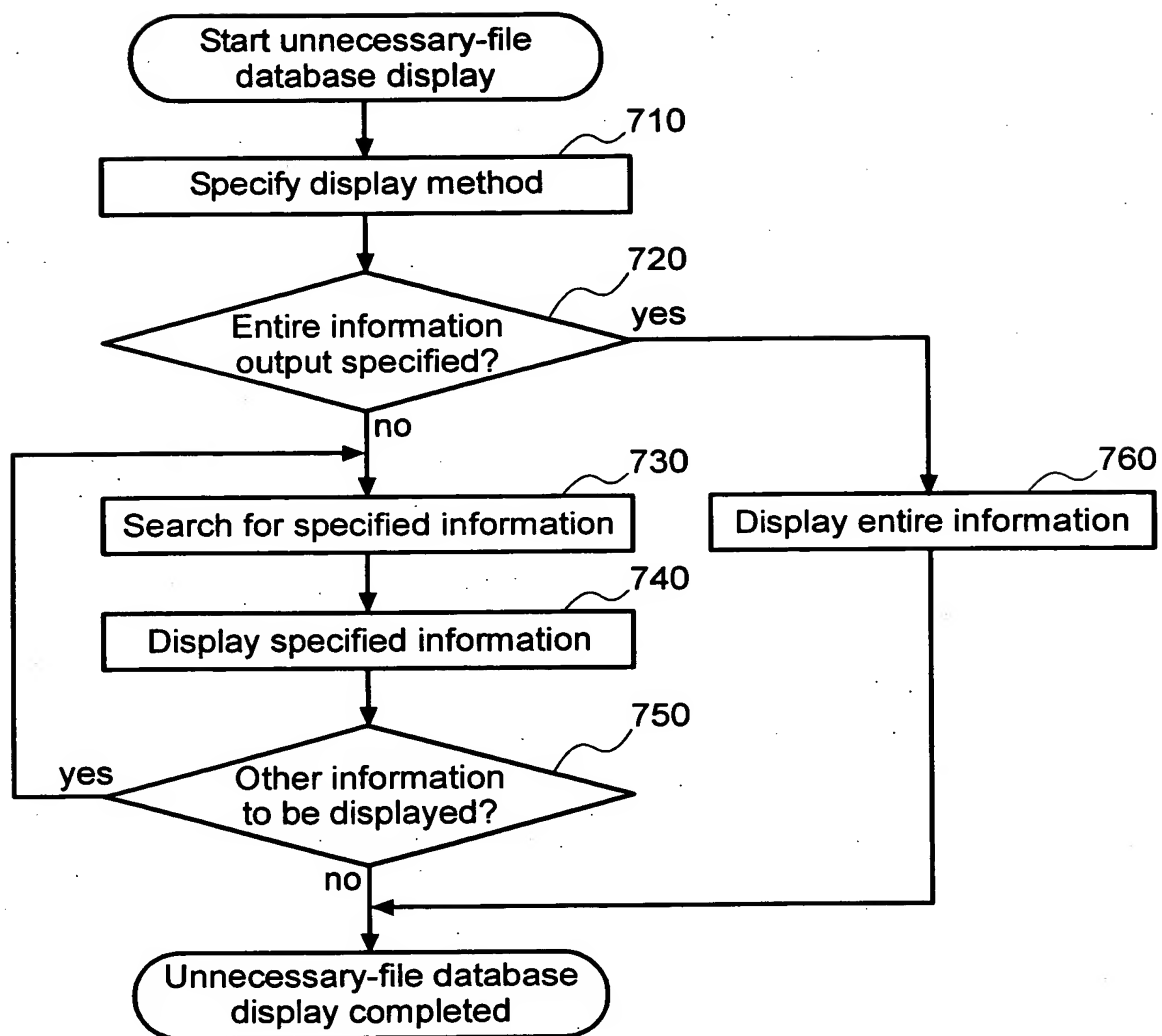 Start unnecessary-file
database display
710
Specify display method
720
Entire information
output specified?
yes
no
730
Search for specified information
760
Display entire information
740
Display specified information
750
Other information
to be displayed?
yes
no
Unnecessary-file database
display completed